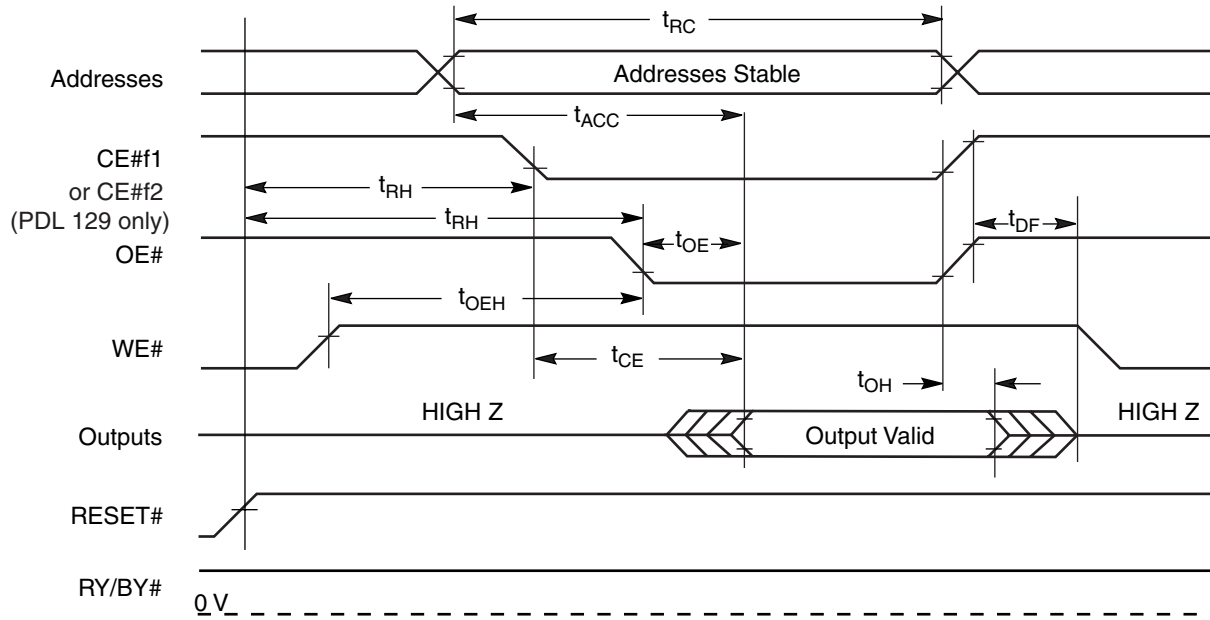 tRC
Addresses
Addresses Stable
tACC
CE#f1
or CE#f2
(PDL 129 only)
tRH
tRH
tDF
OE#
tOE
tOEH
WE#
tCE
tOH
HIGH Z
HIGH Z
Outputs
Output Valid
RESET#
RY/BY#
0 V